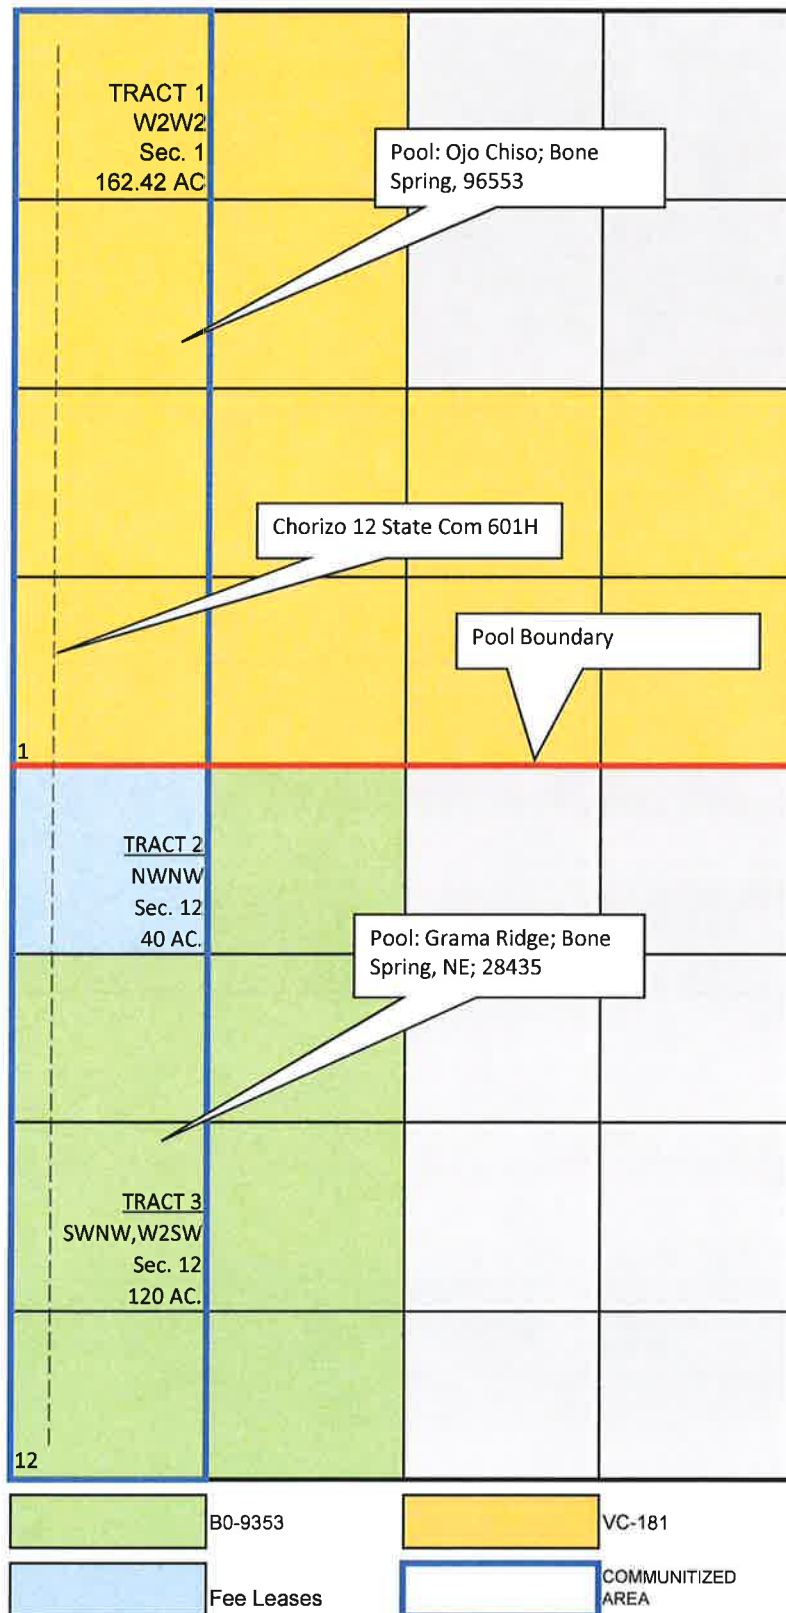 TRACT 1
W2W2
Sec. 1
162.42 AC
Pool: Ojo Chiso; Bone
Spring, 96553
Chorizo 12 State Com 601H
Pool Boundary
1
TRACT 2
NWNW
Sec. 12
40 AC.
Pool: Grama Ridge; Bone
Spring, NE; 28435
TRACT 3
SWNW,W2SW
Sec. 12
120 AC.
12
B0-9353
VC-181
Fee Leases
COMMUNITIZED
AREA